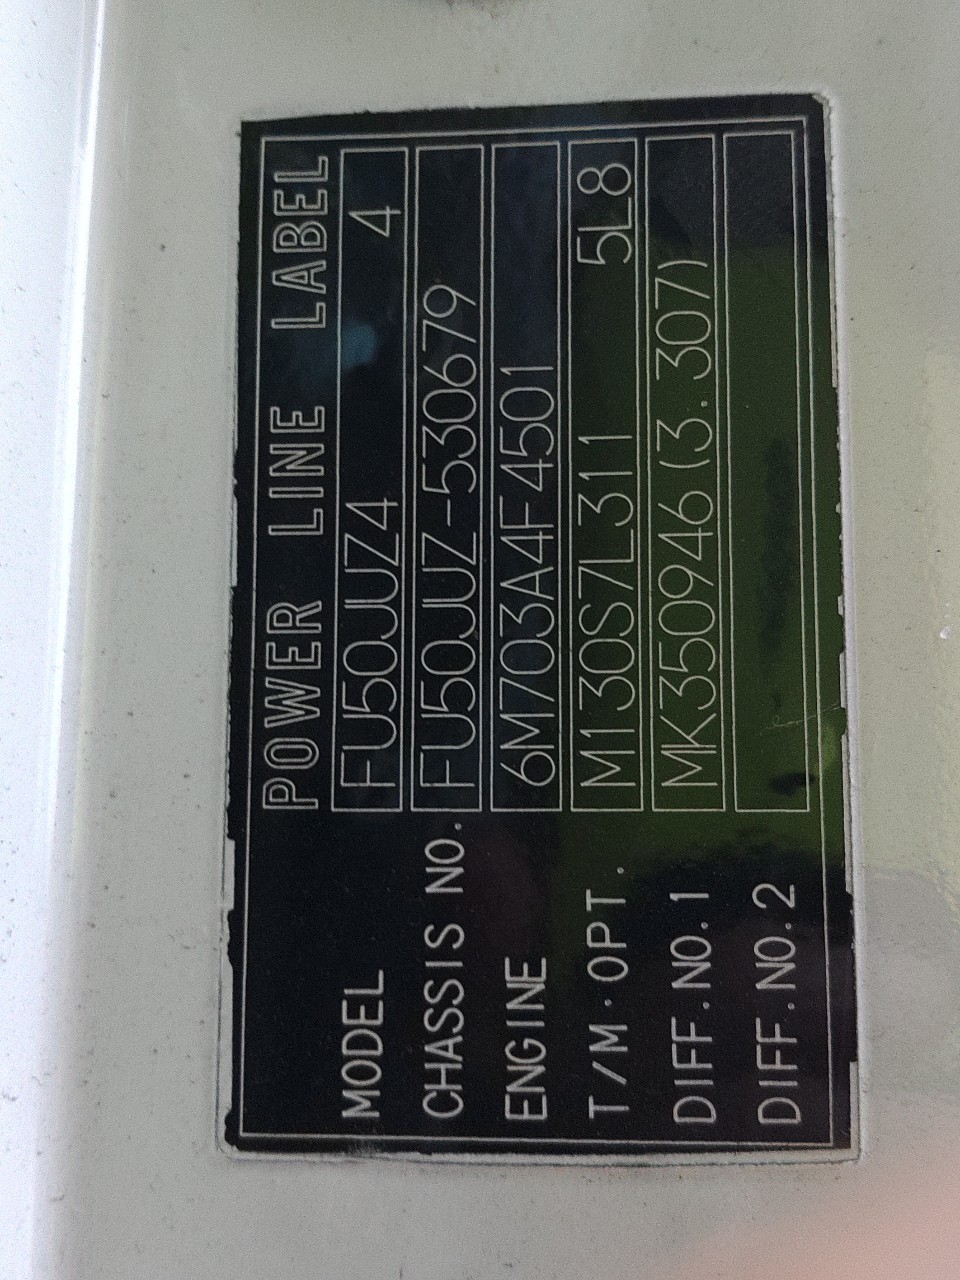 POWER LINE LABEL
MODEL FU50JUZ4 4
CHASSIS NO. FU50JUZ-530679
ENGINE 6M703A4F4501
T/M.OPT. M130S7L311 5L8
DIFF.NO.1 MK350946(3.307)
DIFF.NO.2